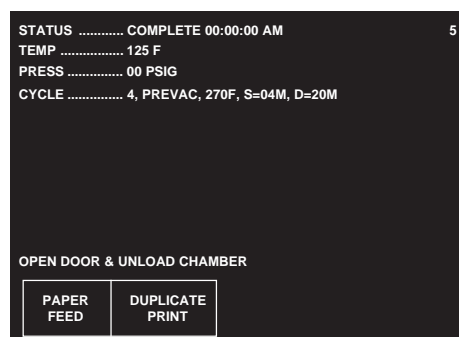 STATUS ............ COMPLETE 00:00:00 AM 5
TEMP ................. 125 F
PRESS ............... 00 PSIG
CYCLE ............... 4, PREVAC, 270F, S=04M, D=20M
OPEN DOOR & UNLOAD CHAMBER
PAPER FEED
DUPLICATE PRINT